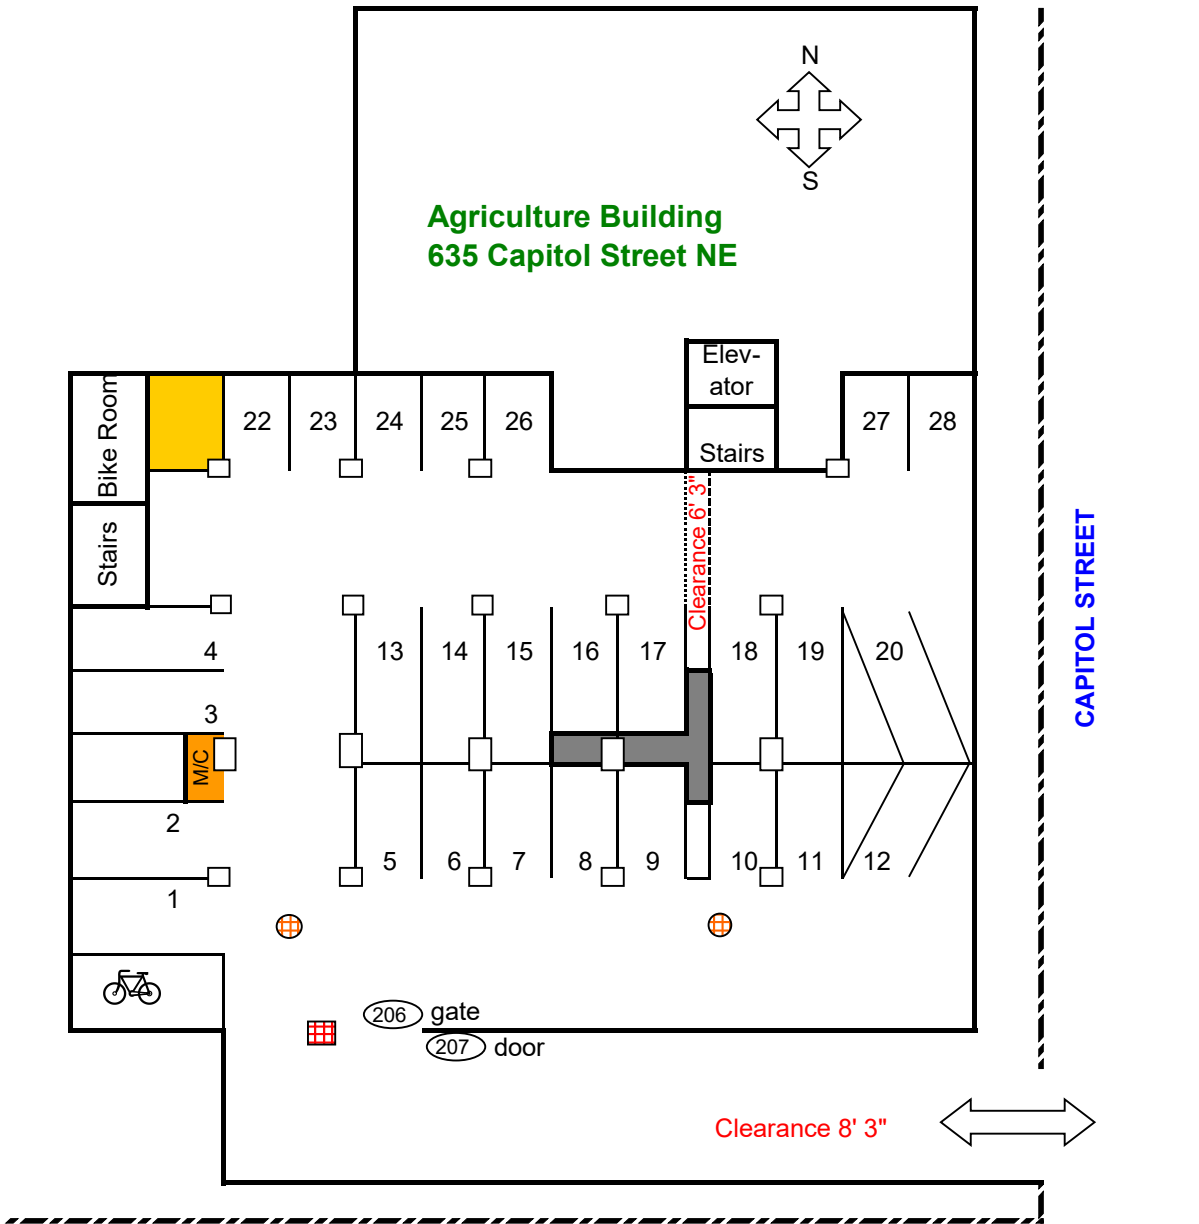 N
S
Agriculture Building
635 Capitol Street NE
Elev-
ator
Stairs
Bike Room
22
23
24
25
26
27
28
Clearance 6' 3"
Stairs
CAPITOL STREET
4
13
14
15
16
17
18
19
20
3
M/C
2
5
6
7
8
9
10
11
12
1
206
gate
207
door
Clearance 8' 3"